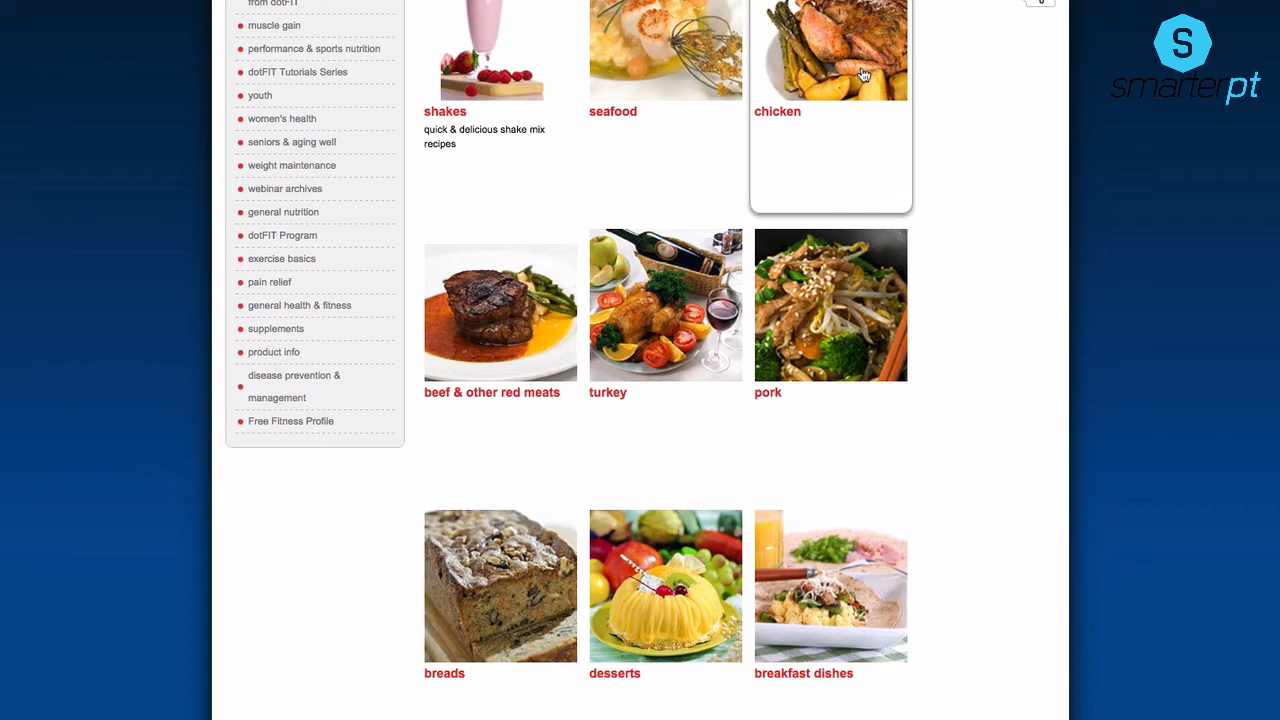 from dotFIT
muscle gain
performance & sports nutrition
dotFIT Tutorials Series
youth
women's health
seniors & aging well
weight maintenance
webinar archives
general nutrition
dotFIT Program
exercise basics
pain relief
general health & fitness
supplements
product info
disease prevention &
management
Free Fitness Profile
shakes
quick & delicious shake mix
recipes
seafood
chicken
beef & other red meats
turkey
pork
breads
desserts
breakfast dishes
S
smarterpt